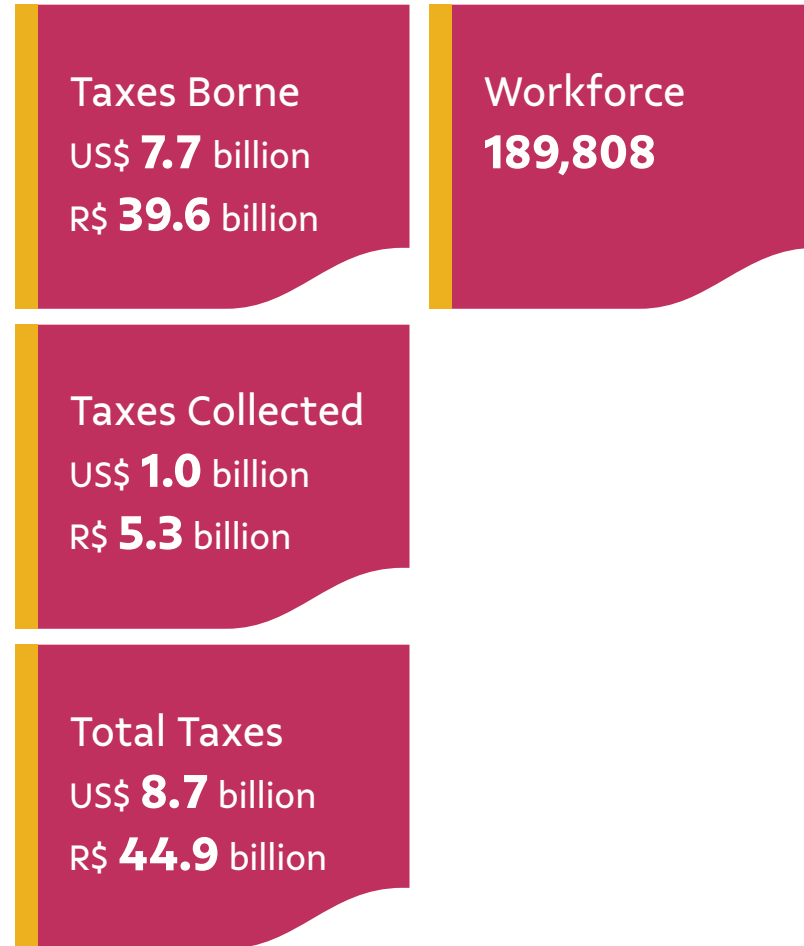 Taxes Borne
US$ 7.7 billion
R$ 39.6 billion
Workforce
189,808
Taxes Collected
US$ 1.0 billion
R$ 5.3 billion
Total Taxes
US$ 8.7 billion
R$ 44.9 billion